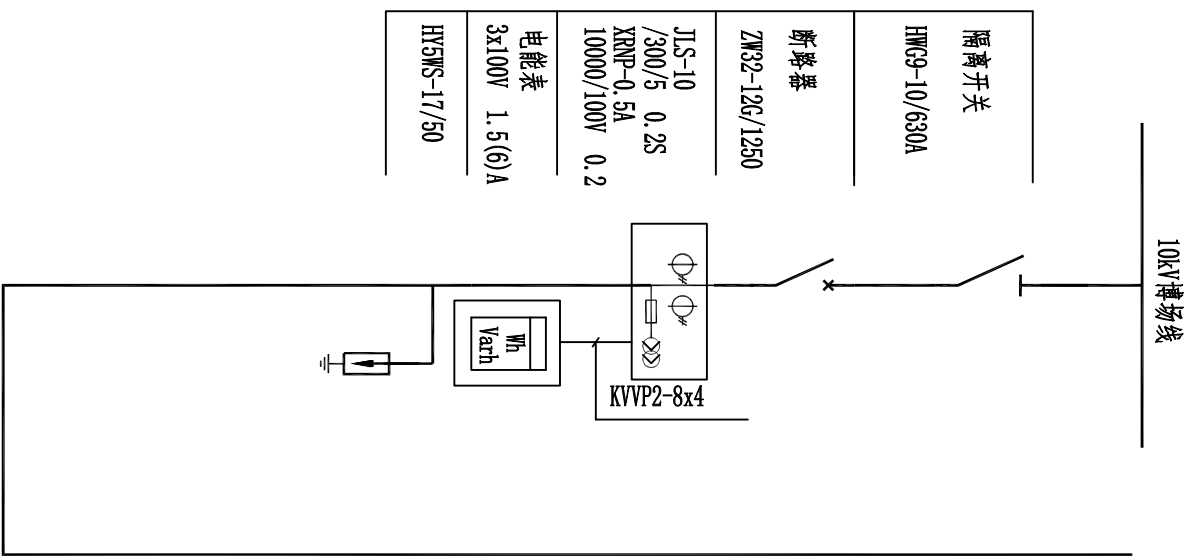 10kV博场线
隔离开关
HWG9-10/630A
断路器
ZW32-12G/1250
JLS-10
/300/5 0.2S
XRNP-0.5A
10000/100V 0.2
电能表
3x100V 1.5(6)A
HY5WS-17/50
KVVP2-8x4
Wh
Varh